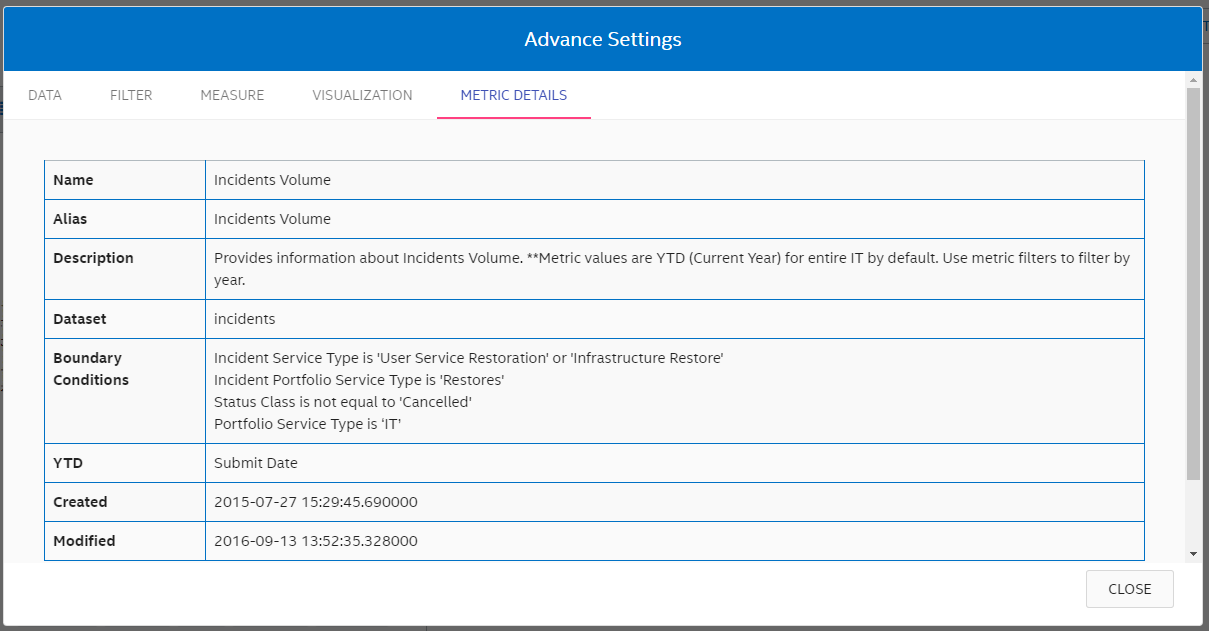 Advance Settings
DATA FILTER MEASURE VISUALIZATION METRIC DETAILS
Name Incidents Volume
Alias Incidents Volume
Description Provides information about Incidents Volume. **Metric values are YTD (Current Year) for entire IT by default. Use metric filters to filter by
year.
Dataset incidents
Boundary Incident Service Type is 'User Service Restoration' or 'Infrastructure Restore'
Conditions Incident Portfolio Service Type is 'Restores'
Status Class is not equal to 'Cancelled'
Portfolio Service Type is ‘IT’
YTD Submit Date
Created 2015-07-27 15:29:45.690000
Modified 2016-09-13 13:52:35.328000
CLOSE